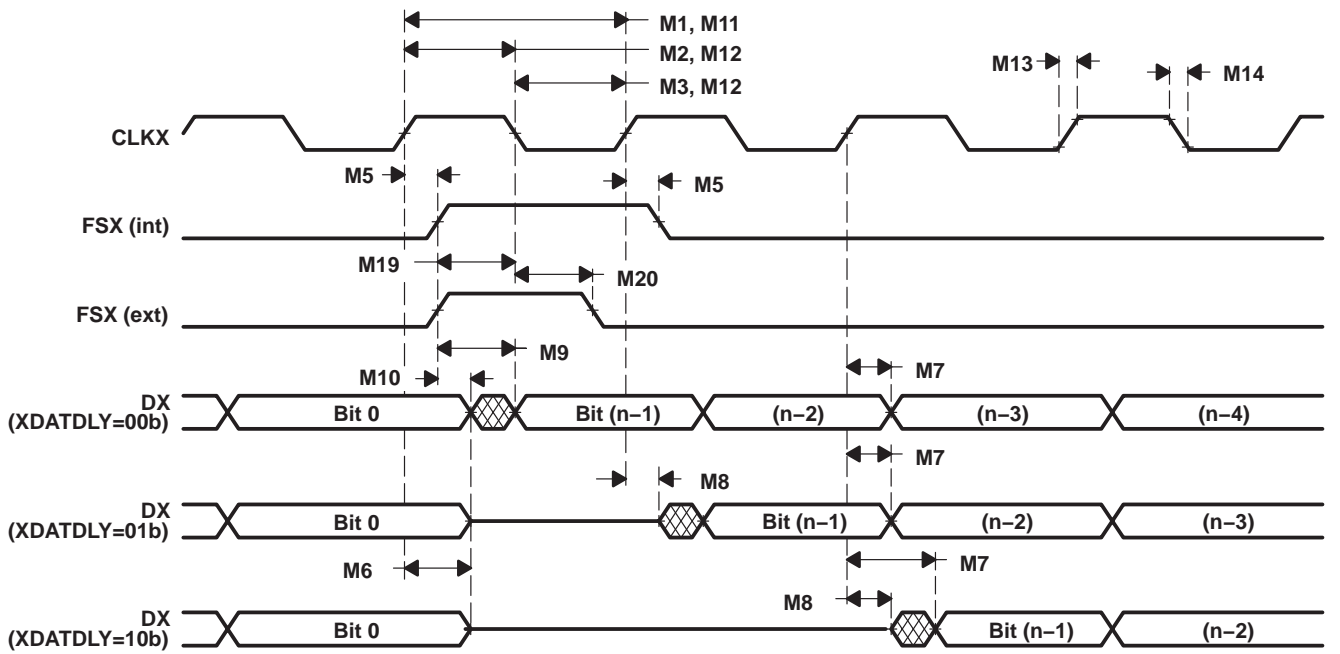 M1, M11
M2, M12
M3, M12
M13
M14
CLKX
M5
M5
FSX (int)
M19
M20
FSX (ext)
M9
M10
M7
DX
(XDATDLY=00b)
Bit 0
Bit (n–1)
(n–2)
(n–3)
(n–4)
M7
M8
DX
(XDATDLY=01b)
Bit 0
Bit (n–1)
(n–2)
(n–3)
M6
M7
M8
DX
(XDATDLY=10b)
Bit 0
Bit (n–1)
(n–2)